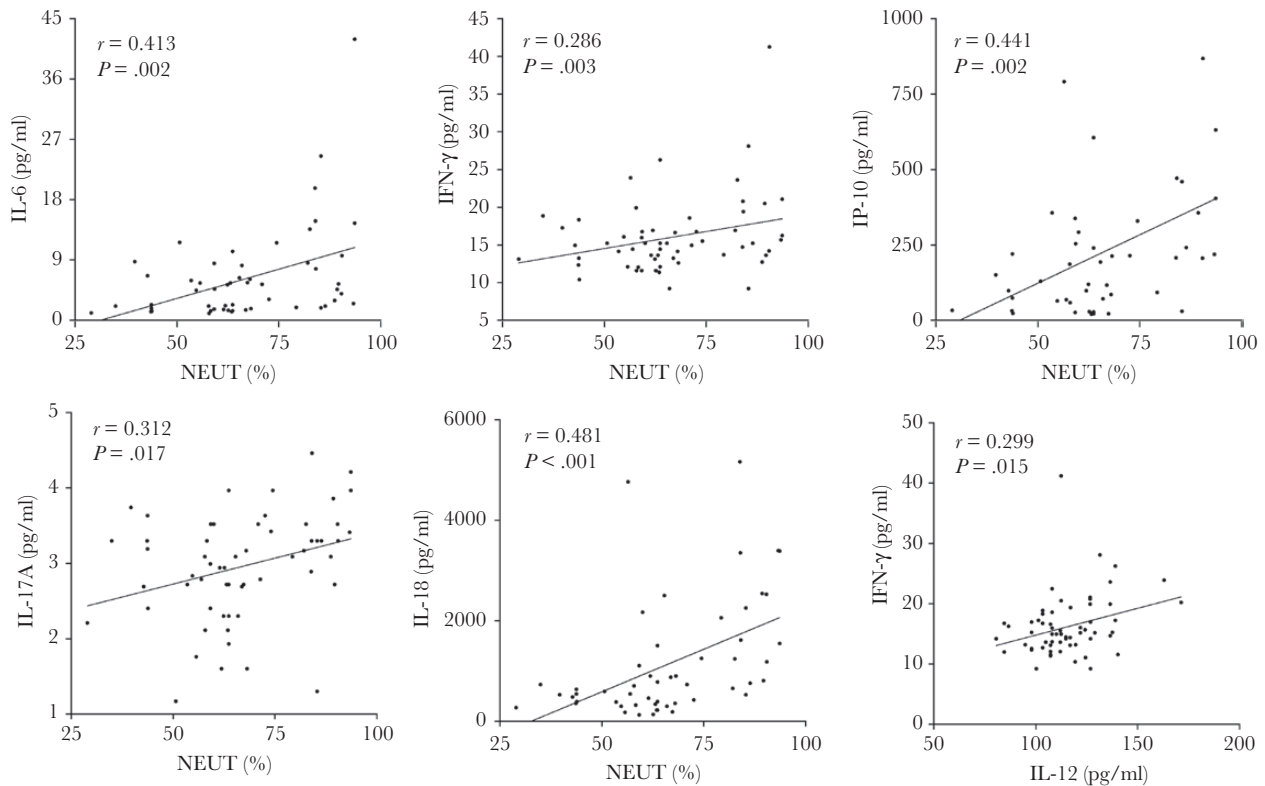 r = 0.413
P = .002
45
36
27
18
9
0
IL-6 (pg/ml)
25
50
75
100
NEUT (%)
r = 0.286
P = .003
45
40
35
30
25
20
15
10
5
IFN-γ (pg/ml)
25
50
75
100
NEUT (%)
r = 0.441
P = .002
1000
750
500
250
0
IP-10 (pg/ml)
25
50
75
100
NEUT (%)
r = 0.312
P = .017
5
4
3
2
1
IL-17A (pg/ml)
25
50
75
100
NEUT (%)
r = 0.481
P < .001
6000
4000
2000
0
IL-18 (pg/ml)
25
50
75
100
NEUT (%)
r = 0.299
P = .015
50
40
30
20
10
0
IFN-γ (pg/ml)
50
100
150
200
IL-12 (pg/ml)